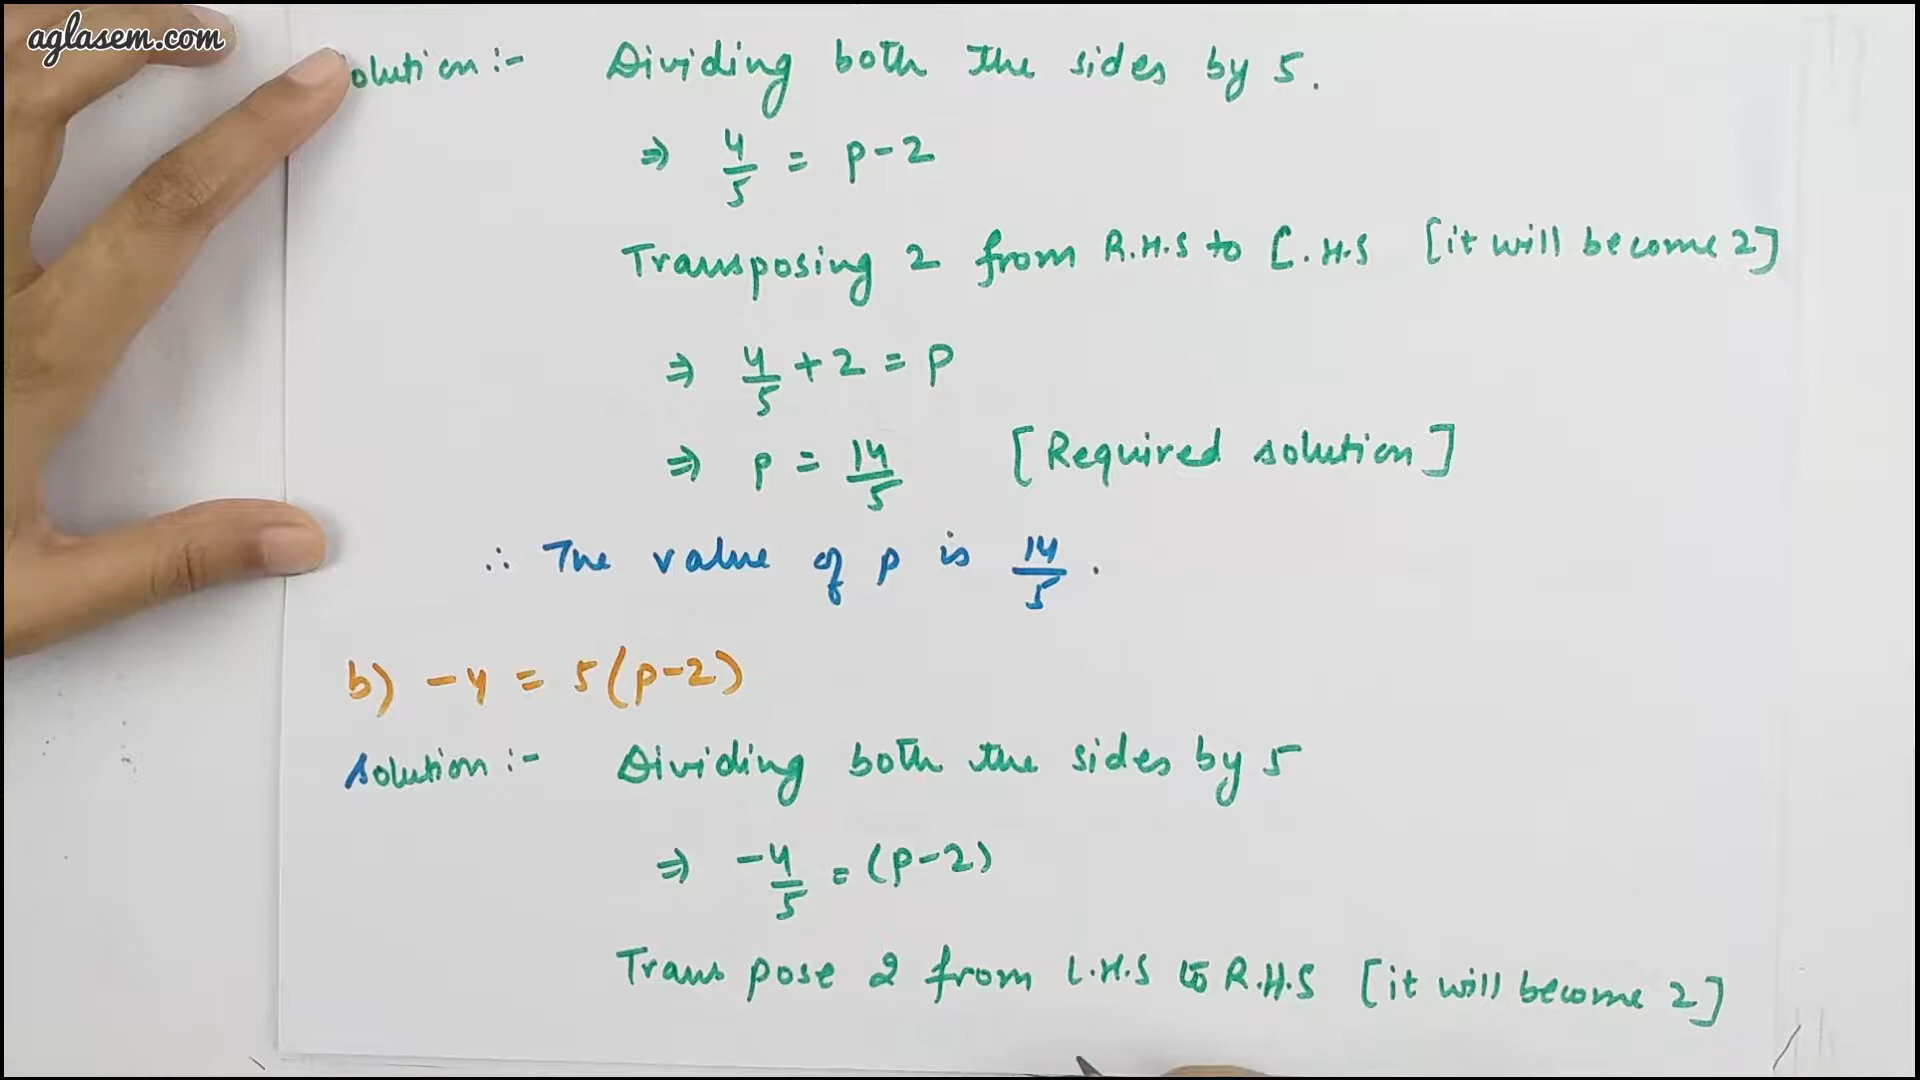 aglasem.com
olution :- Dividing both the sides by 5.
⇒ 4/5 = p-2
Transposing 2 from R.H.S to L.H.S [it will become 2]
⇒ 4/5 + 2 = p
⇒ p = 14/5 [Required solution]
∴ The value of p is 14/5 .
b) -4 = 5(p-2)
solution :- Dividing both the sides by 5
⇒ -4/5 = (p-2)
Transpose 2 from L.H.S to R.H.S [it will become 2]